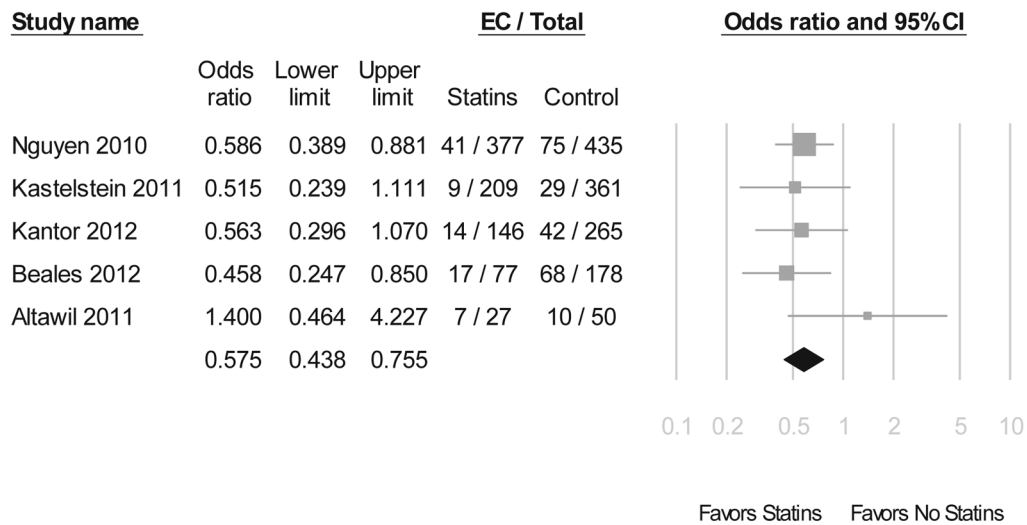 Study name EC / Total Odds ratio and 95%CI
Odds Lower Upper
ratio limit limit Statins Control
Nguyen 2010 0.586 0.389 0.881 41 / 377 75 / 435
Kastelstein 2011 0.515 0.239 1.111 9 / 209 29 / 361
Kantor 2012 0.563 0.296 1.070 14 / 146 42 / 265
Beales 2012 0.458 0.247 0.850 17 / 77 68 / 178
Altawil 2011 1.400 0.464 4.227 7 / 27 10 / 50
0.575 0.438 0.755
0.1 0.2 0.5 1 2 5 10
Favors Statins Favors No Statins